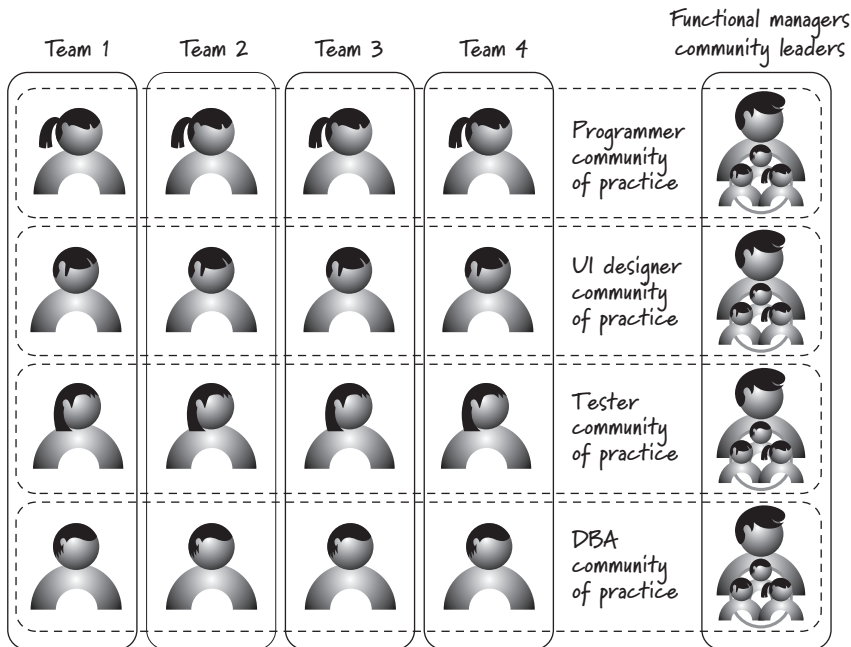 Functional managers
community leaders
Team 1
Team 2
Team 3
Team 4
Programmer
community
of practice
UI designer
community
of practice
Tester
community
of practice
DBA
community
of practice